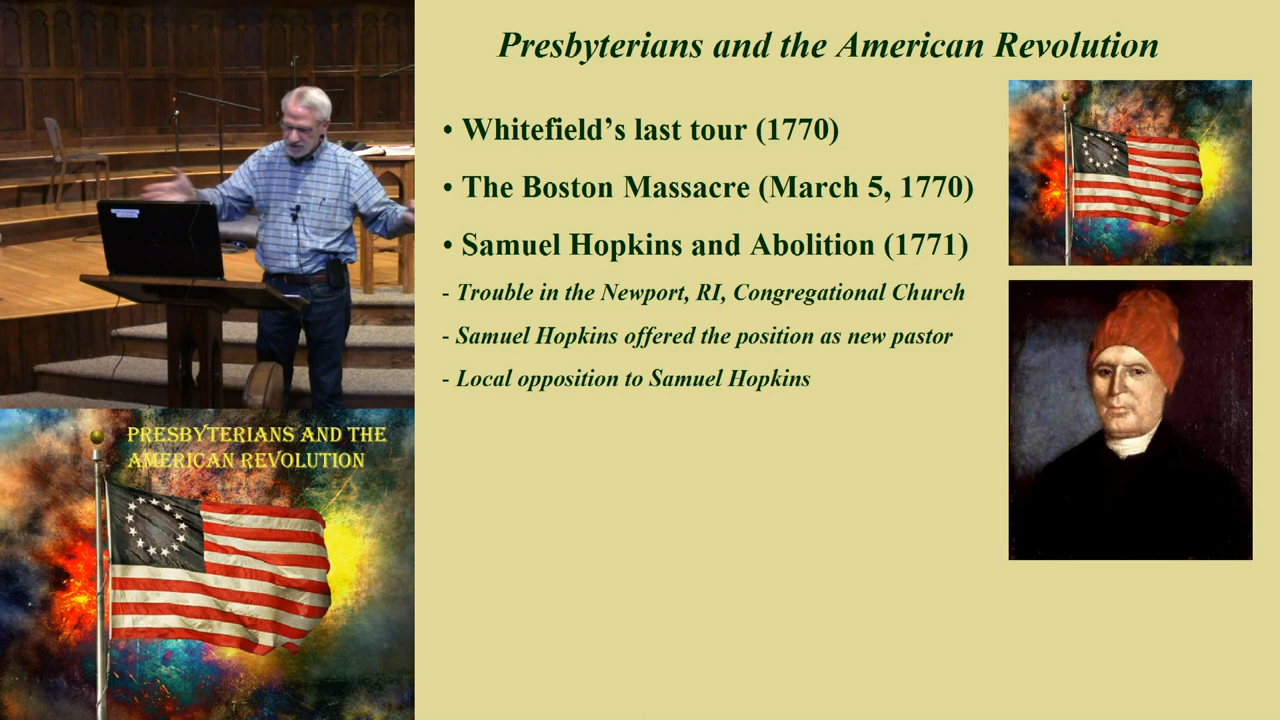 Presbyterians and the American Revolution
• Whitefield’s last tour (1770)
• The Boston Massacre (March 5, 1770)
• Samuel Hopkins and Abolition (1771)
- Trouble in the Newport, RI, Congregational Church
- Samuel Hopkins offered the position as new pastor
- Local opposition to Samuel Hopkins
PRESBYTERIANS AND THE
AMERICAN REVOLUTION